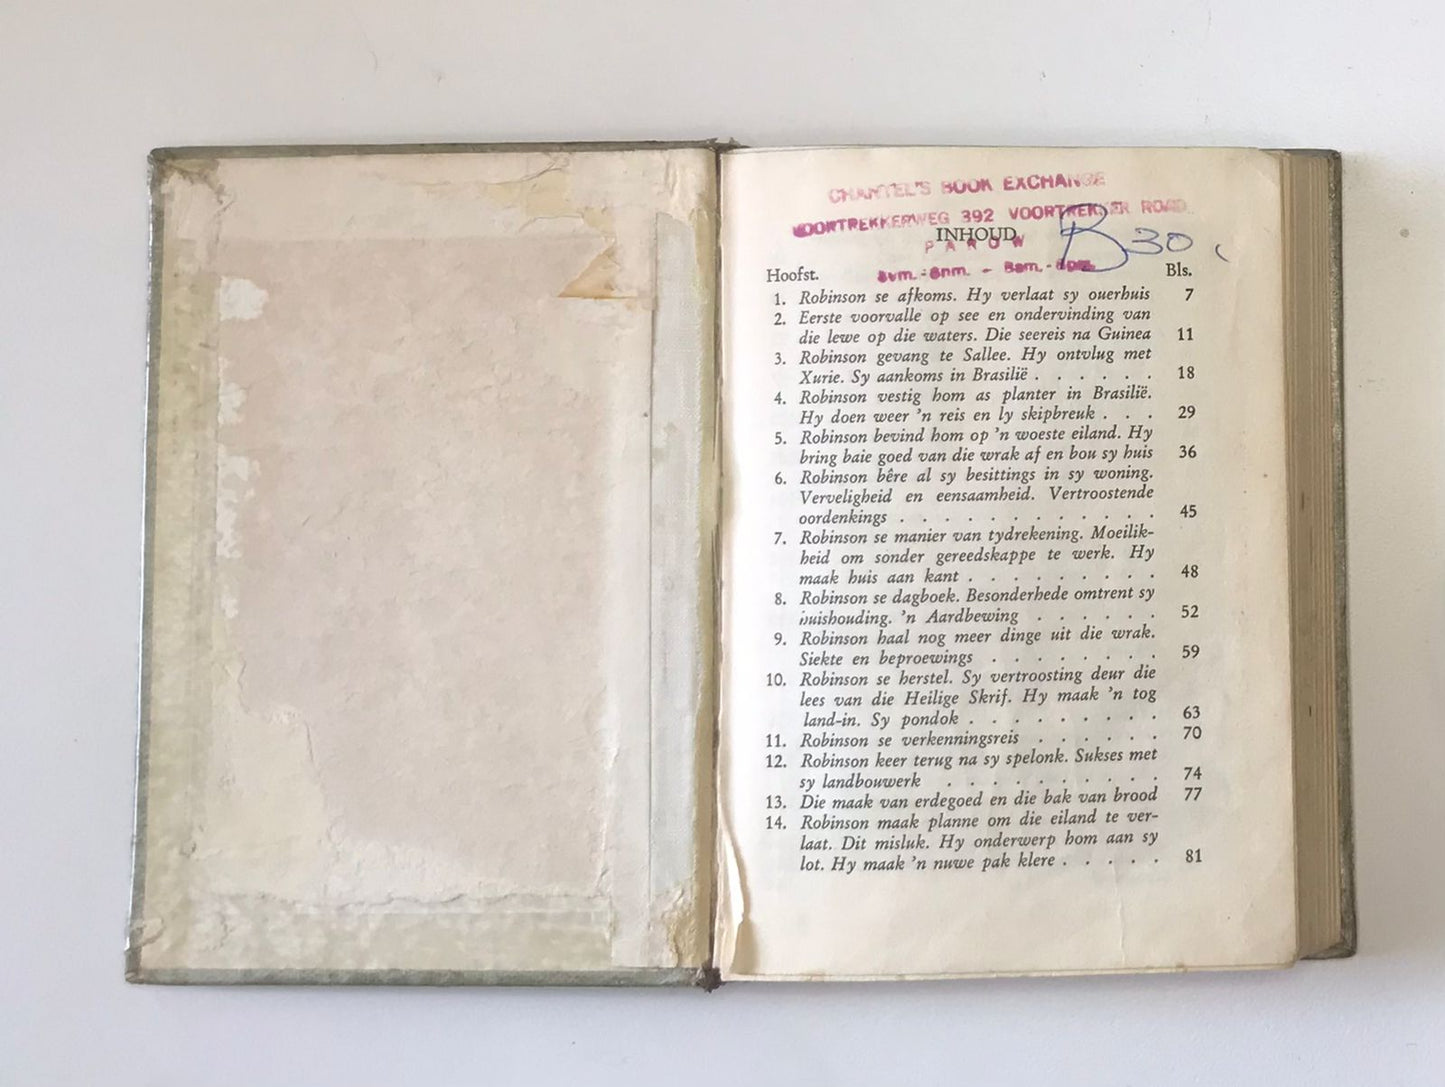 CHANTEL'S BOOK EXCHANGE
VOORTREKKERWEG 392 VOORTREKKER ROAD
PAROW
8vm.-6nm. - 8am.-6pm.
B 30
INHOUD
Hoofst. Bls.
1. Robinson se afkoms. Hy verlaat sy ouerhuis 7
2. Eerste voorvalle op see en ondervinding van
die lewe op die waters. Die seereis na Guinea 11
3. Robinson gevang te Sallee. Hy ontvlug met
Xurie. Sy aankoms in Brasilië . . . . . . 18
4. Robinson vestig hom as planter in Brasilië.
Hy doen weer 'n reis en ly skipbreuk . . . 29
5. Robinson bevind hom op 'n woeste eiland. Hy
bring baie goed van die wrak af en bou sy huis 36
6. Robinson bêre al sy besittings in sy woning.
Verveligheid en eensaamheid. Vertroostende
oordenkings . . . . . . . . . . . . 45
7. Robinson se manier van tydrekening. Moeilik-
heid om sonder gereedskappe te werk. Hy
maak huis aan kant . . . . . . . . . 48
8. Robinson se dagboek. Besonderhede omtrent sy
huishouding. 'n Aardbewing . . . . . . 52
9. Robinson haal nog meer dinge uit die wrak.
Siekte en beproewings . . . . . . . . 59
10. Robinson se herstel. Sy vertroosting deur die
lees van die Heilige Skrif. Hy maak 'n tog
land-in. Sy pondok . . . . . . . . . 63
11. Robinson se verkenningsreis . . . . . . 70
12. Robinson keer terug na sy spelonk. Sukses met
sy landbouwerk . . . . . . . . . . 74
13. Die maak van erdegoed en die bak van brood 77
14. Robinson maak planne om die eiland te ver-
laat. Dit misluk. Hy onderwerp hom aan sy
lot. Hy maak 'n nuwe pak klere . . . . . 81